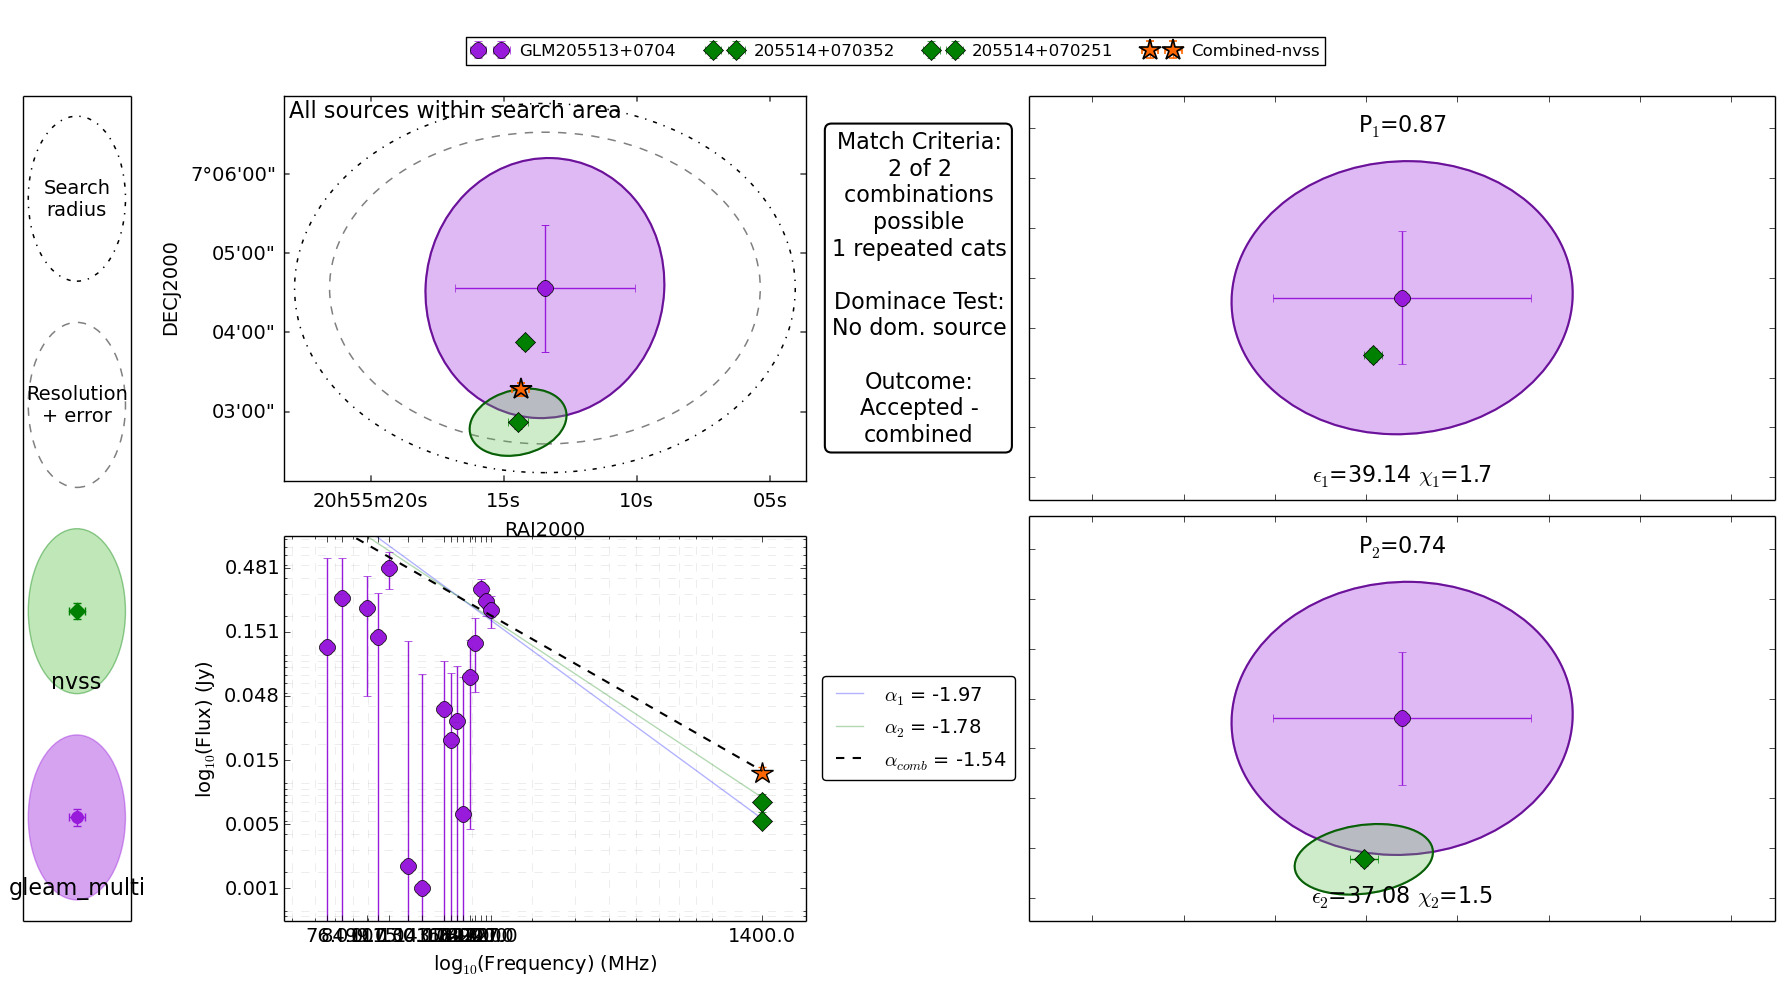 GLM205513+0704
205514+070352
205514+070251
Combined-nvss
Search
radius
Resolution
+ error
nvss
gleam_multi
All sources within search area
DECJ2000
7°06'00"
05'00"
04'00"
03'00"
20h55m20s
15s
10s
05s
RAJ2000
Match Criteria:
2 of 2
combinations
possible
1 repeated cats
Dominace Test:
No dom. source
Outcome:
Accepted -
combined
P₁=0.87
ϵ₁=39.14 χ₁=1.7
P₂=0.74
ϵ₂=37.08 χ₂=1.5
log₁₀(Flux) (Jy)
0.481
0.151
0.048
0.015
0.005
0.001
1400.0
log₁₀(Frequency) (MHz)
α₁ = -1.97
α₂ = -1.78
α_comb = -1.54